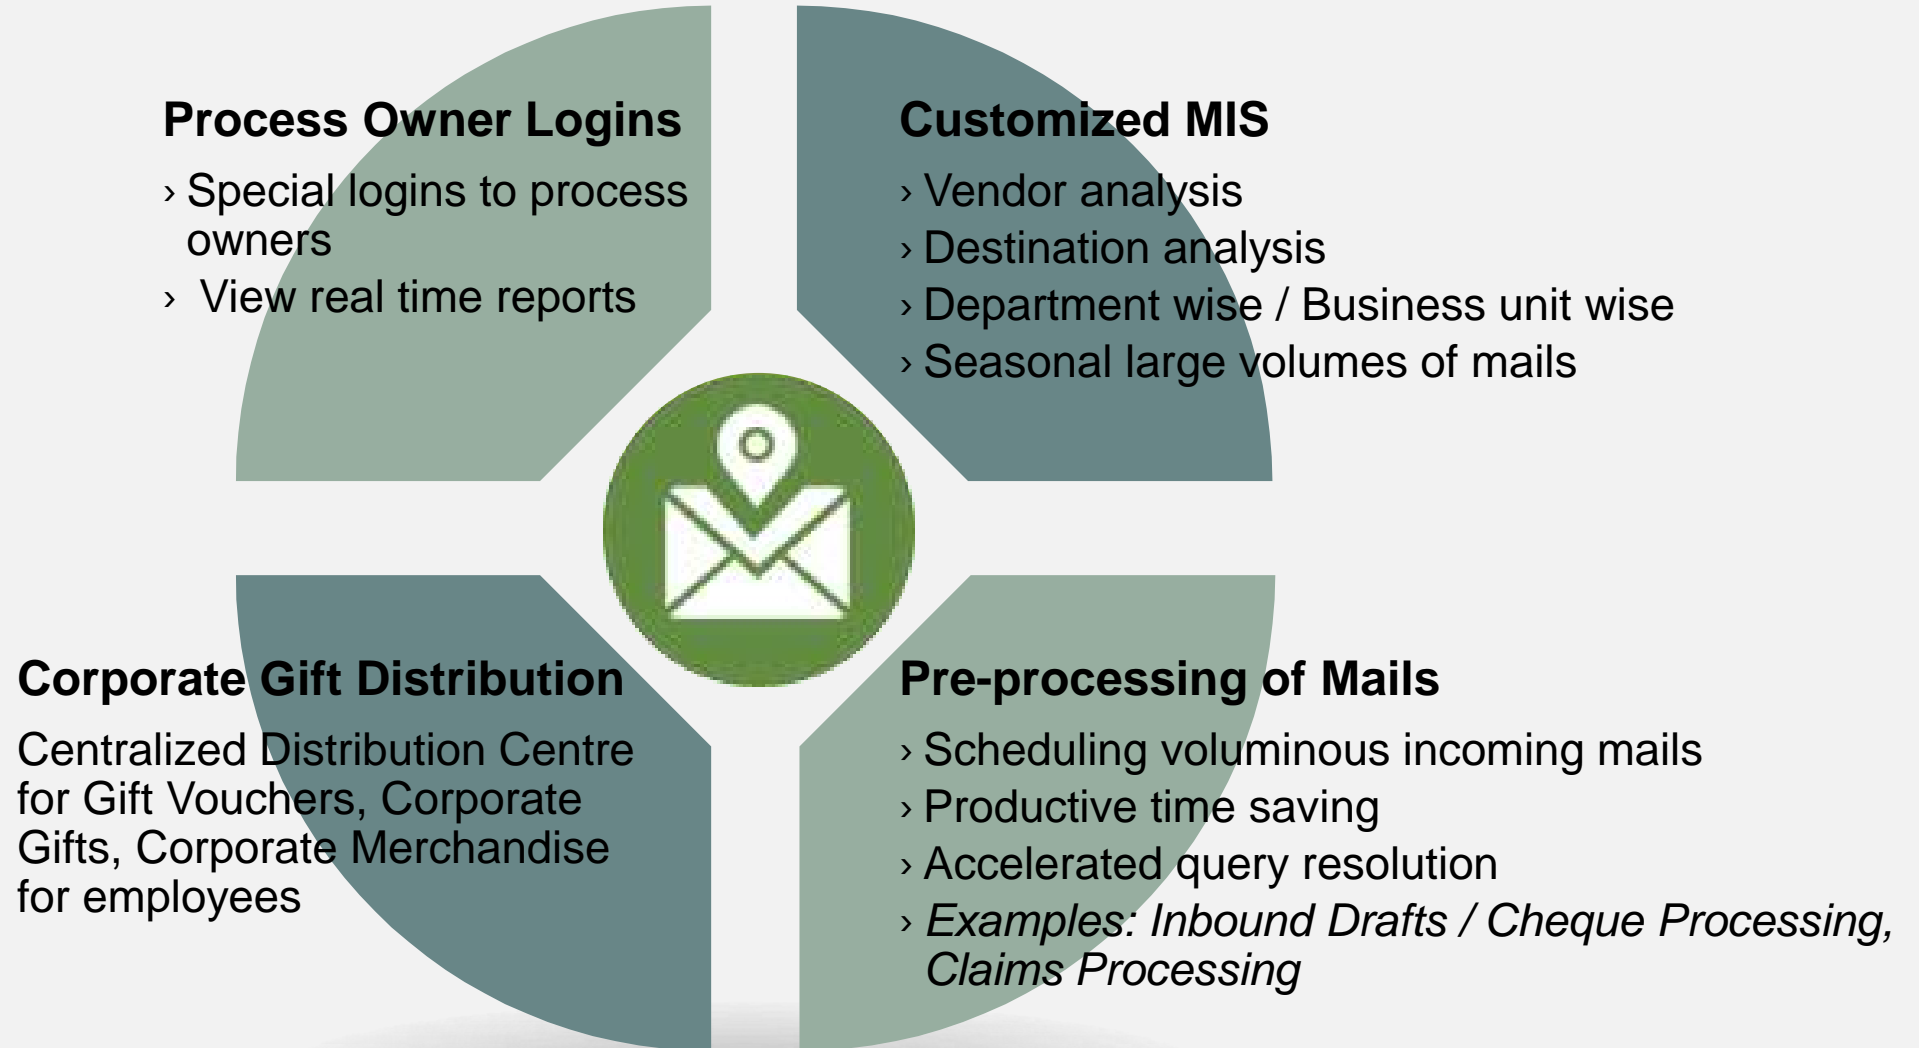 Process Owner Logins
› Special logins to process
owners
› View real time reports
Customized MIS
› Vendor analysis
› Destination analysis
› Department wise / Business unit wise
› Seasonal large volumes of mails
Corporate Gift Distribution
Centralized Distribution Centre
for Gift Vouchers, Corporate
Gifts, Corporate Merchandise
for employees
Pre-processing of Mails
› Scheduling voluminous incoming mails
› Productive time saving
› Accelerated query resolution
› Examples: Inbound Drafts / Cheque Processing,
Claims Processing